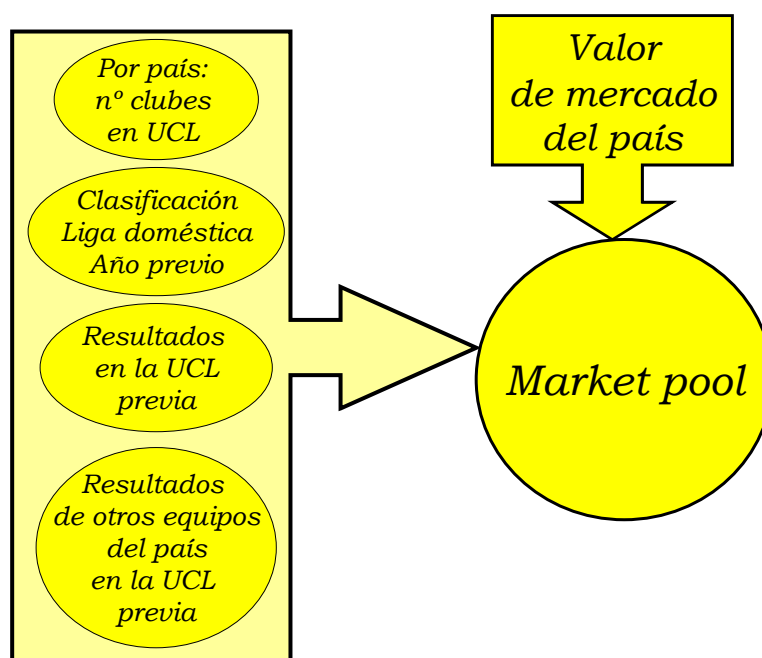 Por país:
nº clubes
en UCL
Clasificación
Liga doméstica
Año previo
Resultados
en la UCL
previa
Resultados
de otros equipos
del país
en la UCL
previa
Valor
de mercado
del país
Market pool